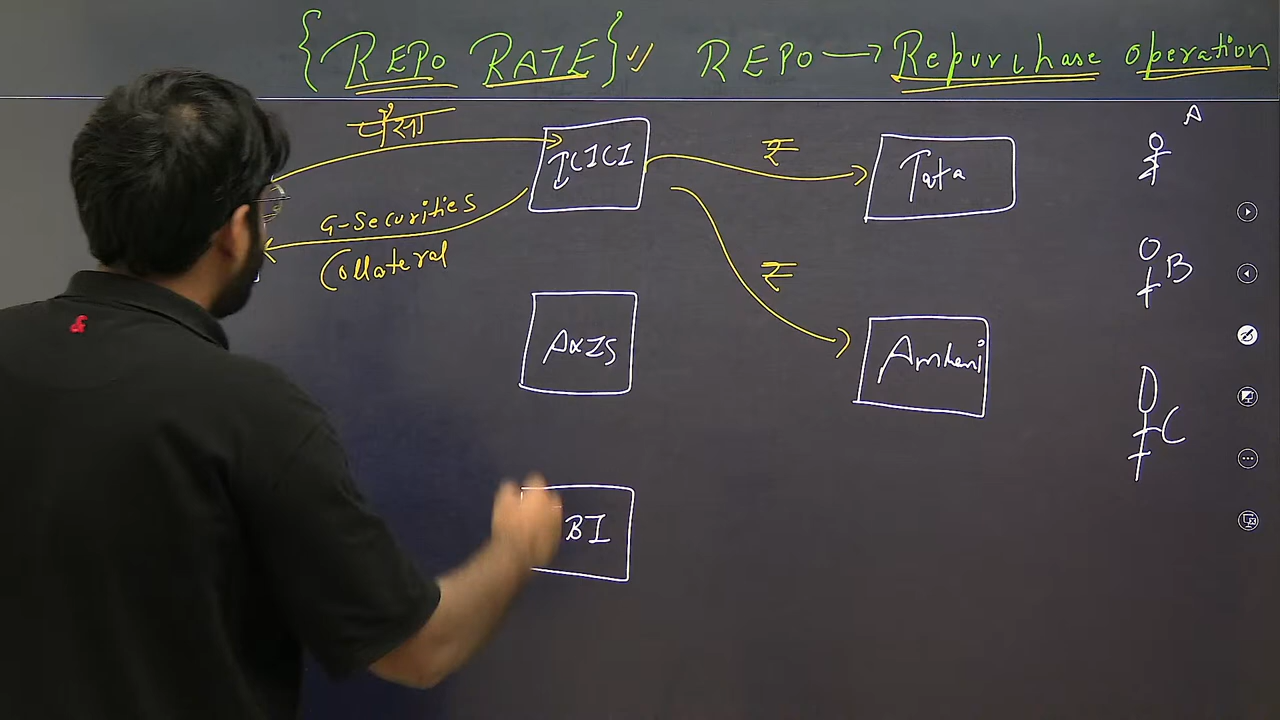 {REPO RATE} REPO → Repurchase operation
पैसा
ICICI
₹
Tata
A
G-Securities
Collateral
₹
B
AxIS
Ambani
C
BI